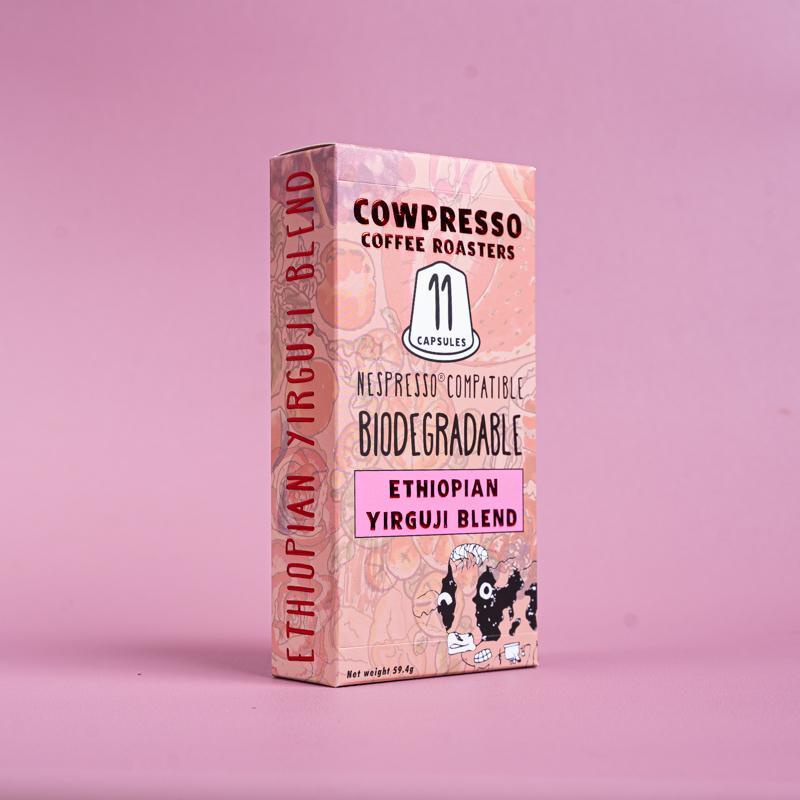 ETHIOPIAN YIRGUJI BLEND
COWPRESSO
COFFEE ROASTERS
11
CAPSULES
NESPRESSO® COMPATIBLE
BIODEGRADABLE
ETHIOPIAN
YIRGUJI BLEND
Net weight 59.4g